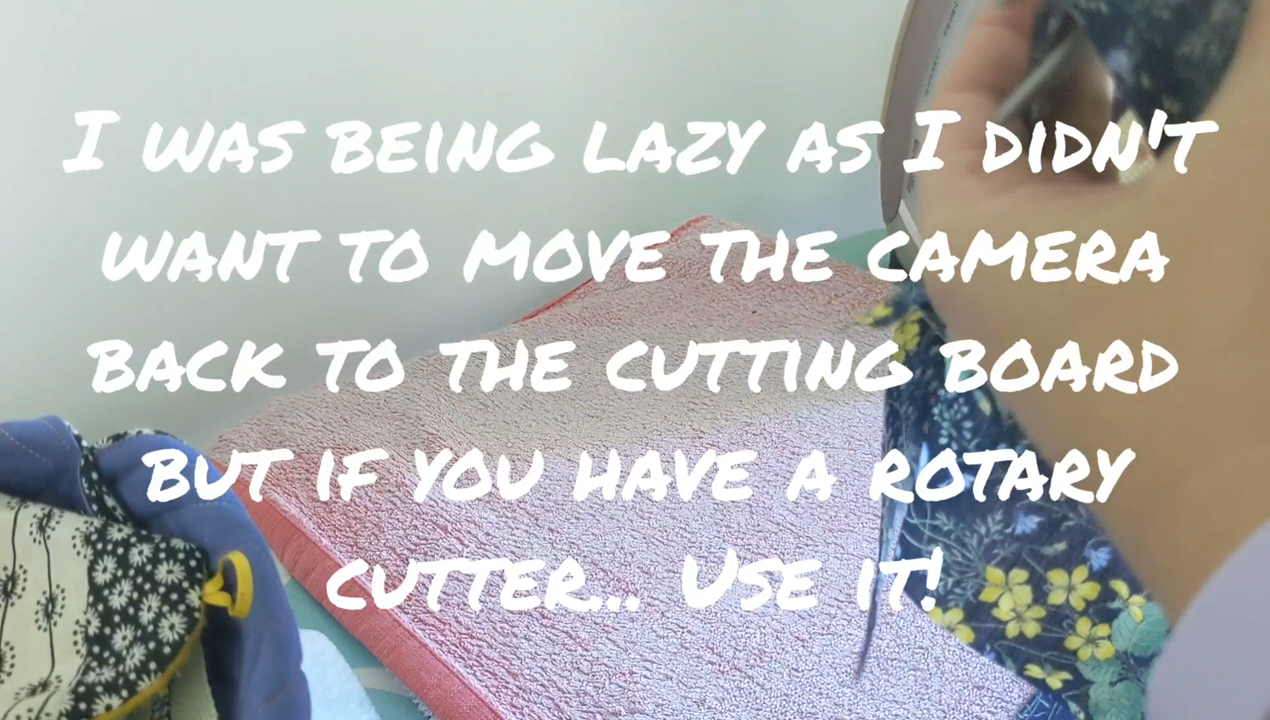 I was being lazy as I didn't
want to move the camera
back to the cutting board
but if you have a rotary
cutter... Use it!